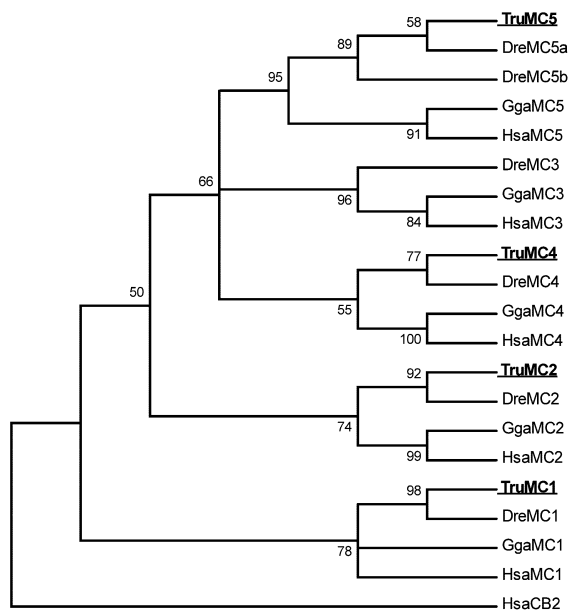 58 TruMC5
89 DreMC5a
DreMC5b
95
GgaMC5
91 HsaMC5
DreMC3
66
96 GgaMC3
84 HsaMC3
77 TruMC4
DreMC4
50
55 GgaMC4
100 HsaMC4
92 TruMC2
DreMC2
74 GgaMC2
99 HsaMC2
98 TruMC1
DreMC1
78 GgaMC1
HsaMC1
HsaCB2